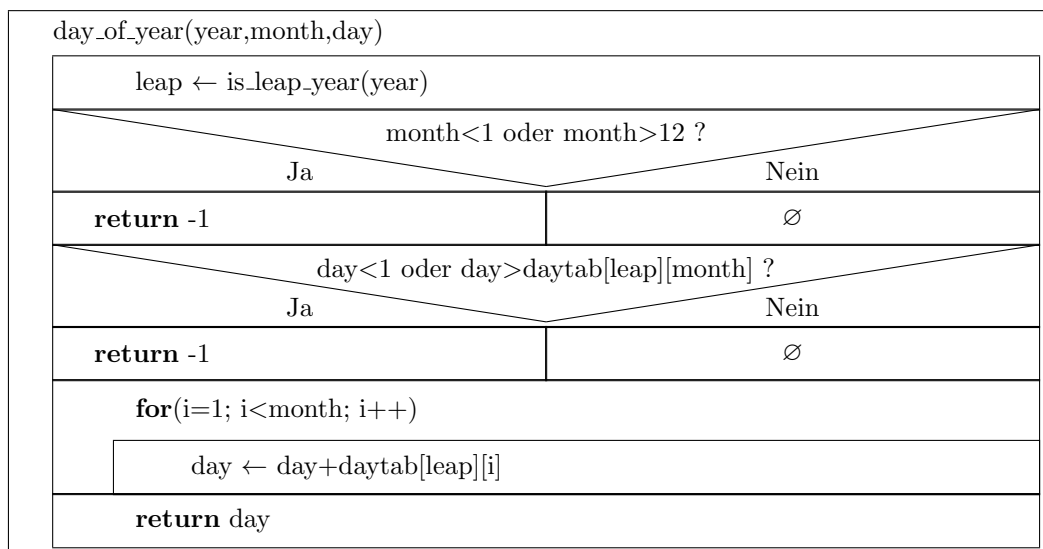 day_of_year(year,month,day)
leap ← is_leap_year(year)
month<1 oder month>12 ?
Ja Nein
return -1 ∅
day<1 oder day>daytab[leap][month] ?
Ja Nein
return -1 ∅
for(i=1; i<month; i++)
day ← day+daytab[leap][i]
return day